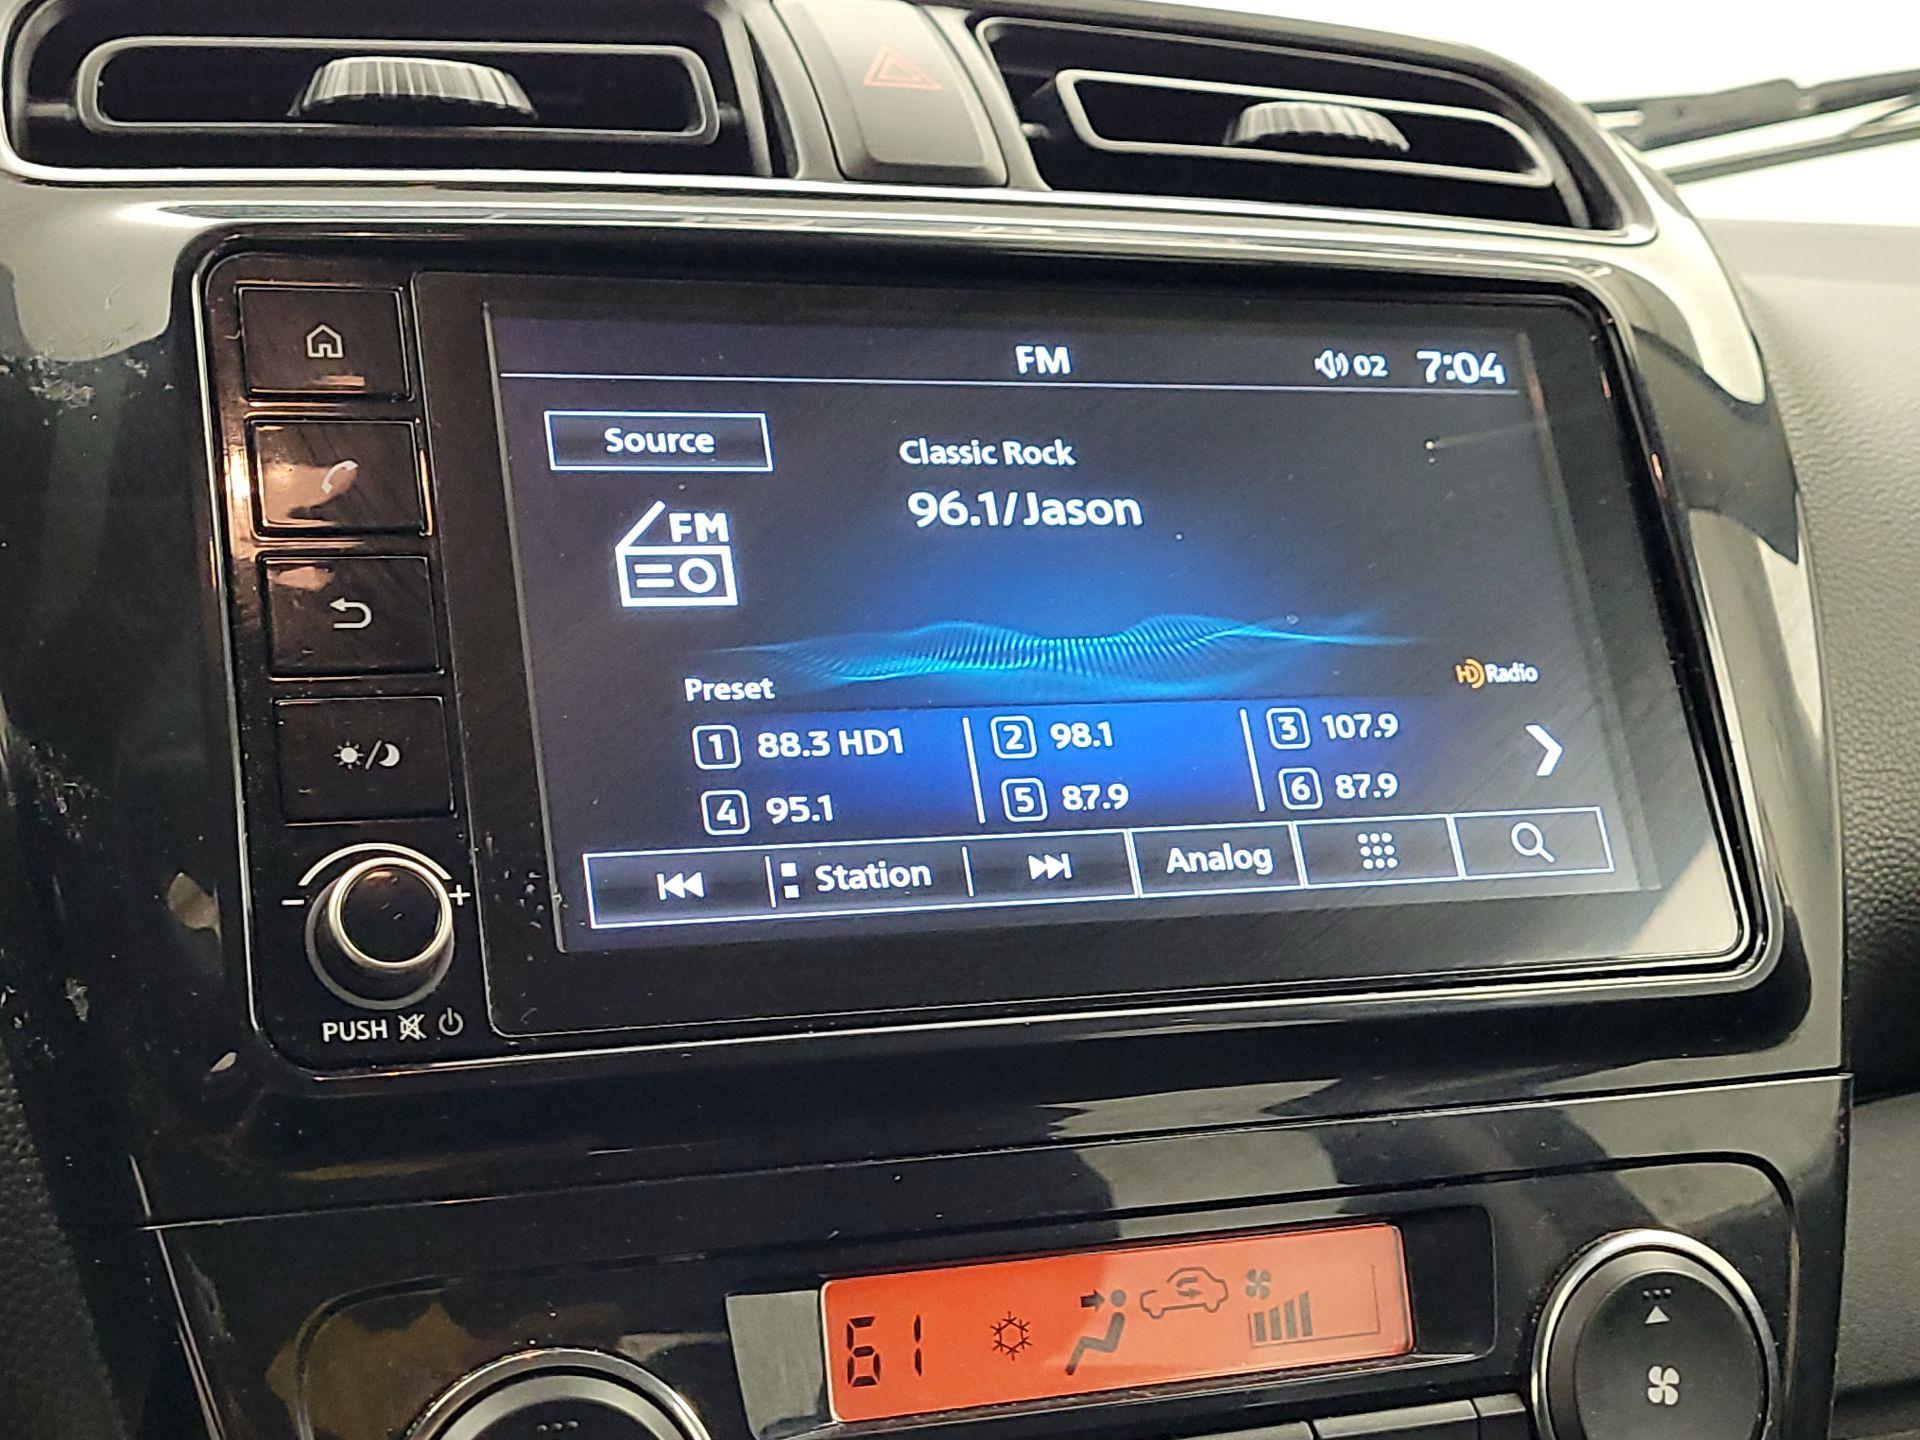 FM 02 7:04
Source
Classic Rock
96.1/Jason
FM
Preset
HD Radio
1 88.3 HD1 2 98.1 3 107.9
4 95.1 5 87.9 6 87.9
Station Analog
- +
PUSH
61